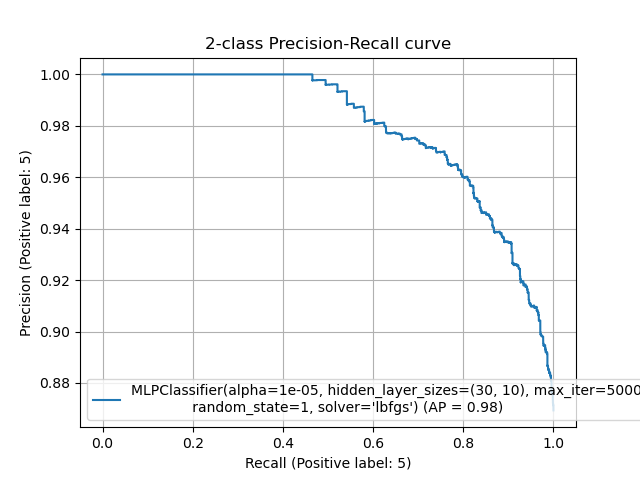 2-class Precision-Recall curve
1.00
0.98
0.96
0.94
0.92
0.90
0.88
Precision (Positive label: 5)
MLPClassifier(alpha=1e-05, hidden_layer_sizes=(30, 10), max_iter=5000
random_state=1, solver='lbfgs') (AP = 0.98)
0.0 0.2 0.4 0.6 0.8 1.0
Recall (Positive label: 5)